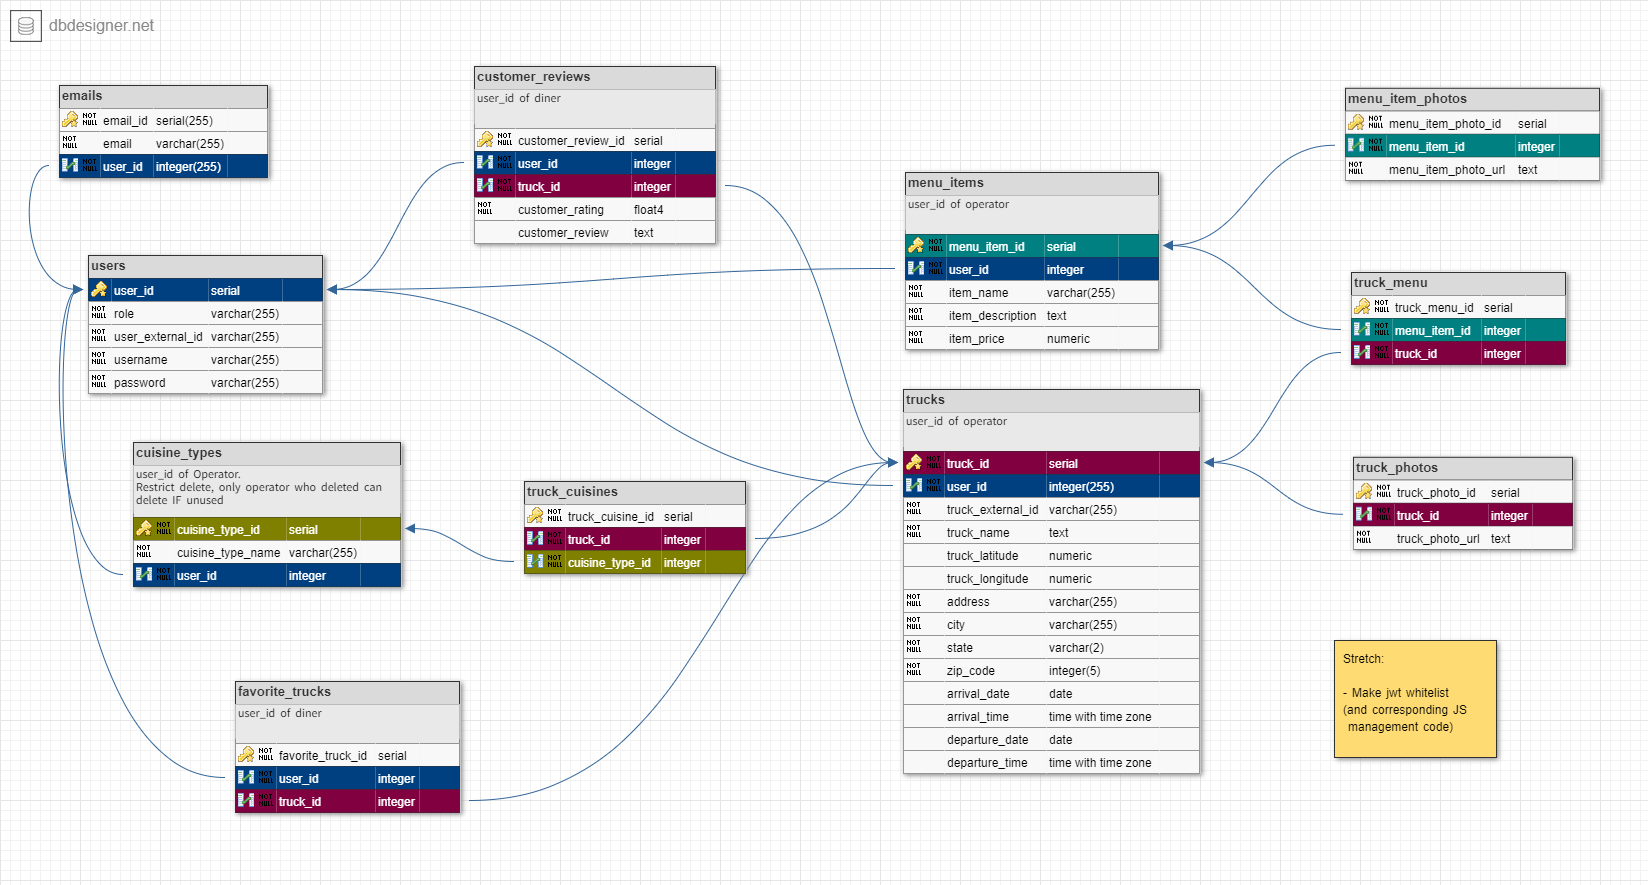 dbdesigner.net
emails
NOT NULL email_id serial(255)
NOT NULL email varchar(255)
NOT NULL user_id integer(255)
customer_reviews
user_id of diner
NOT NULL customer_review_id serial
NOT NULL user_id integer
NOT NULL truck_id integer
NOT NULL customer_rating float4
customer_review text
users
NOT NULL user_id serial
NOT NULL role varchar(255)
NOT NULL user_external_id varchar(255)
NOT NULL username varchar(255)
NOT NULL password varchar(255)
menu_items
user_id of operator
NOT NULL menu_item_id serial
NOT NULL user_id integer
NOT NULL item_name varchar(255)
NOT NULL item_description text
NOT NULL item_price numeric
menu_item_photos
NOT NULL menu_item_photo_id serial
NOT NULL menu_item_id integer
NOT NULL menu_item_photo_url text
truck_menu
NOT NULL truck_menu_id serial
NOT NULL menu_item_id integer
NOT NULL truck_id integer
cuisine_types
user_id of Operator.
Restrict delete, only operator who deleted can
delete IF unused
NOT NULL cuisine_type_id serial
NOT NULL cuisine_type_name varchar(255)
NOT NULL user_id integer
truck_cuisines
NOT NULL truck_cuisine_id serial
NOT NULL truck_id integer
NOT NULL cuisine_type_id integer
trucks
user_id of operator
NOT NULL truck_id serial
NOT NULL user_id integer(255)
NOT NULL truck_external_id varchar(255)
NOT NULL truck_name text
truck_latitude numeric
truck_longitude numeric
NOT NULL address varchar(255)
NOT NULL city varchar(255)
NOT NULL state varchar(2)
NOT NULL zip_code integer(5)
arrival_date date
arrival_time time with time zone
departure_date date
departure_time time with time zone
truck_photos
NOT NULL truck_photo_id serial
NOT NULL truck_id integer
NOT NULL truck_photo_url text
favorite_trucks
user_id of diner
NOT NULL favorite_truck_id serial
NOT NULL user_id integer
NOT NULL truck_id integer
Stretch:
- Make jwt whitelist
(and corresponding JS
management code)